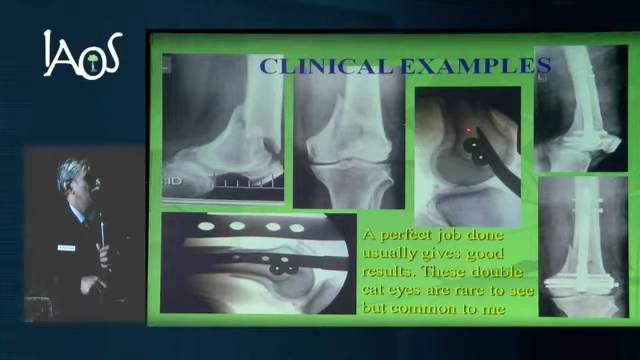 IAOS
CLINICAL EXAMPLES
A perfect job done
usually gives good
results. These double
cat eyes are rare to see
but common to me